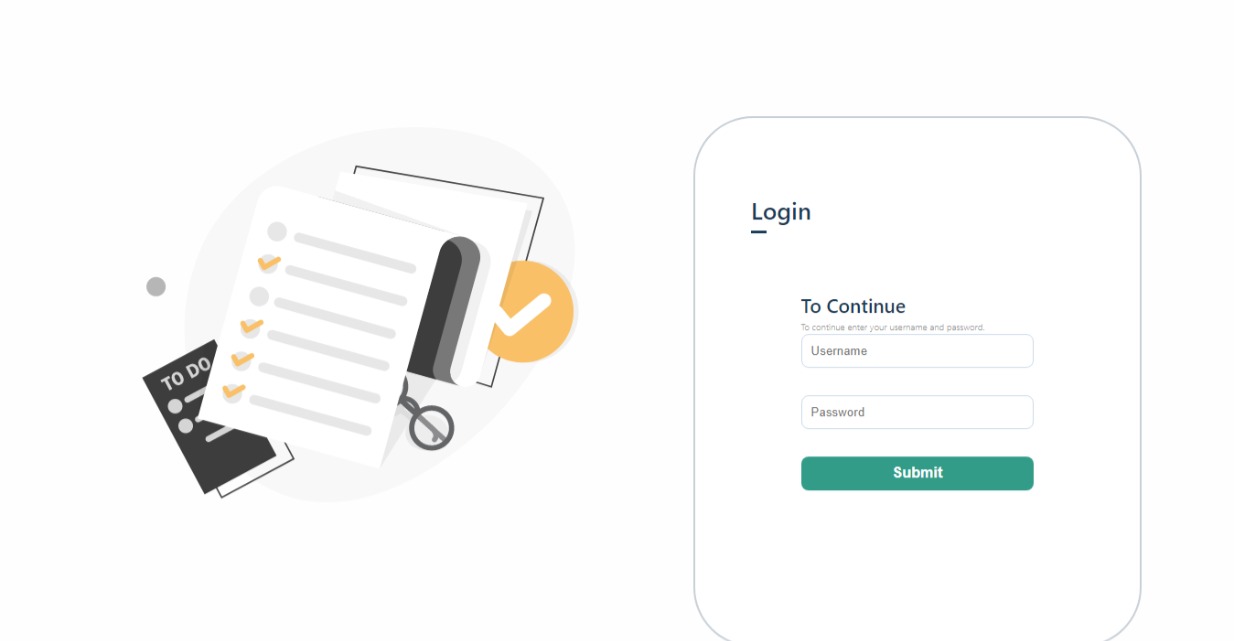 TO DO
Login
To Continue
To continue enter your username and password.
Username
Password
Submit